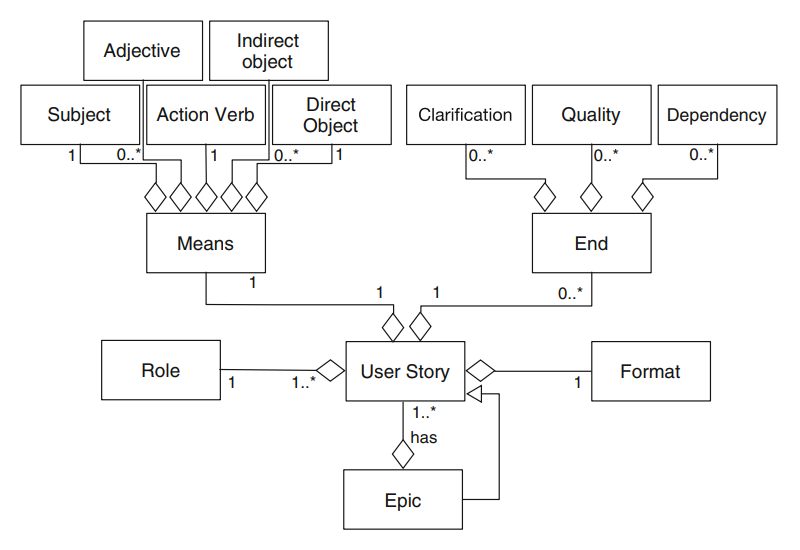 Adjective
Indirect
object
Subject
Action Verb
Direct
Object
Clarification
Quality
Dependency
1
0..*
1
0..*
1
0..*
0..*
0..*
Means
End
1
1
1
0..*
Role
User Story
Format
1
1..*
1
1..*
has
Epic